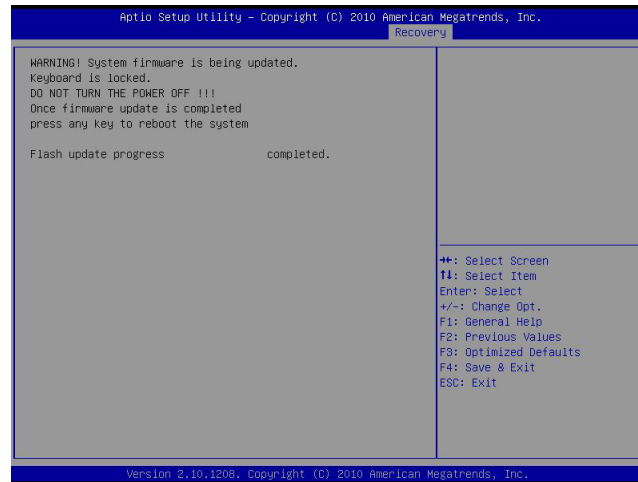 Aptio Setup Utility – Copyright (C) 2010 American Megatrends, Inc.
Recovery
WARNING! System firmware is being updated.
Keyboard is locked.
DO NOT TURN THE POWER OFF !!!
Once firmware update is completed
press any key to reboot the system
Flash update progress completed.
→←: Select Screen
↑↓: Select Item
Enter: Select
+/-: Change Opt.
F1: General Help
F2: Previous Values
F3: Optimized Defaults
F4: Save & Exit
ESC: Exit
Version 2.10.1208. Copyright (C) 2010 American Megatrends, Inc.